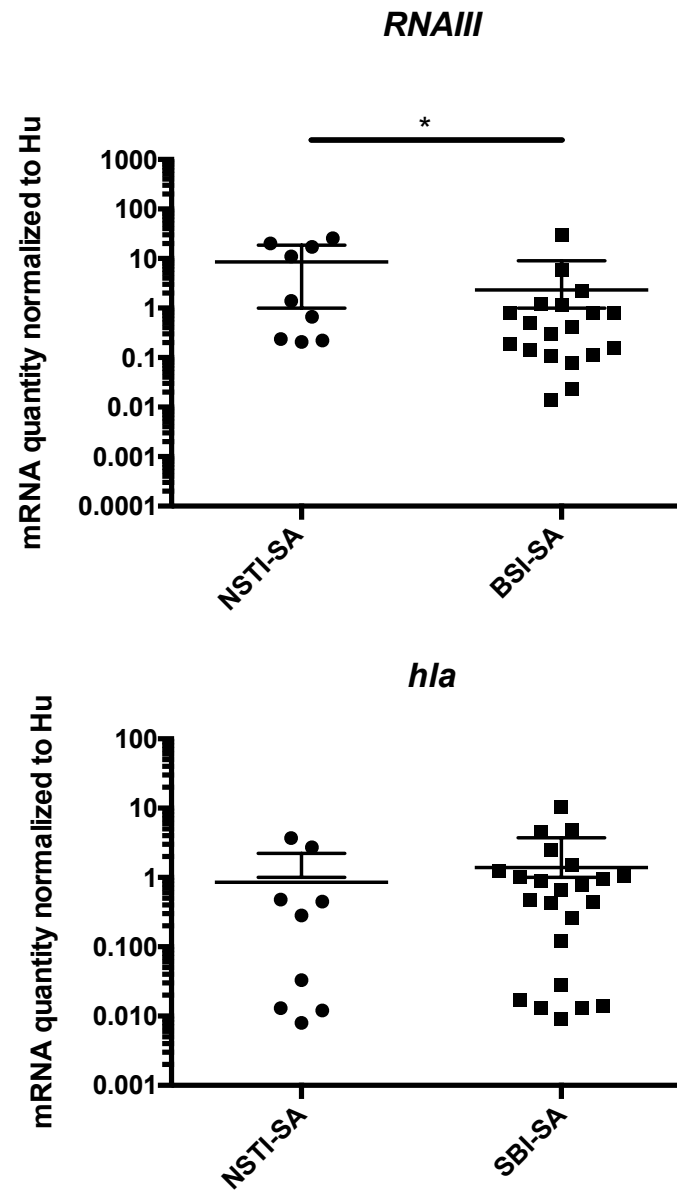 RNAIII
*
mRNA quantity normalized to Hu
1000
100
10
1
0.1
0.01
0.001
0.0001
NSTI-SA
BSI-SA
hla
mRNA quantity normalized to Hu
100
10
1
0.100
0.010
0.001
NSTI-SA
SBI-SA